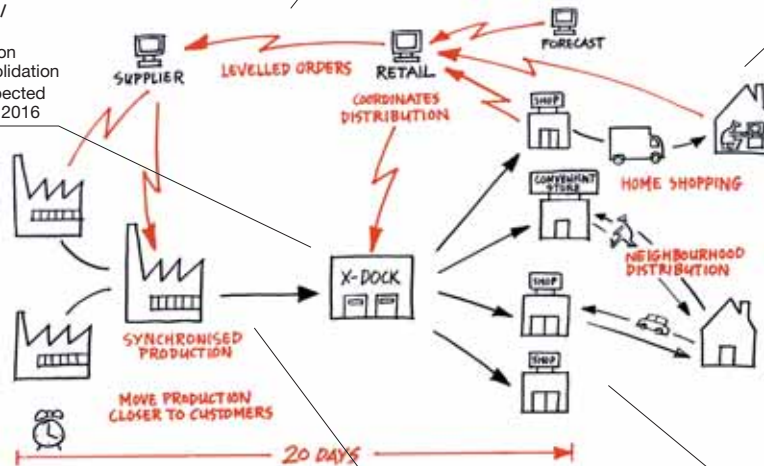 on
olidation
pected
2016
SUPPLIER
LEVELLED ORDERS
RETAIL
FORECAST
COORDINATES
DISTRIBUTION
SHOP
HOME SHOPPING
CONVENIENT
STORE
NEIGHBOURHOOD
DISTRIBUTION
X-DOCK
SHOP
SYNCHRONISED
PRODUCTION
SHOP
MOVE PRODUCTION
CLOSER TO CUSTOMERS
20 DAYS